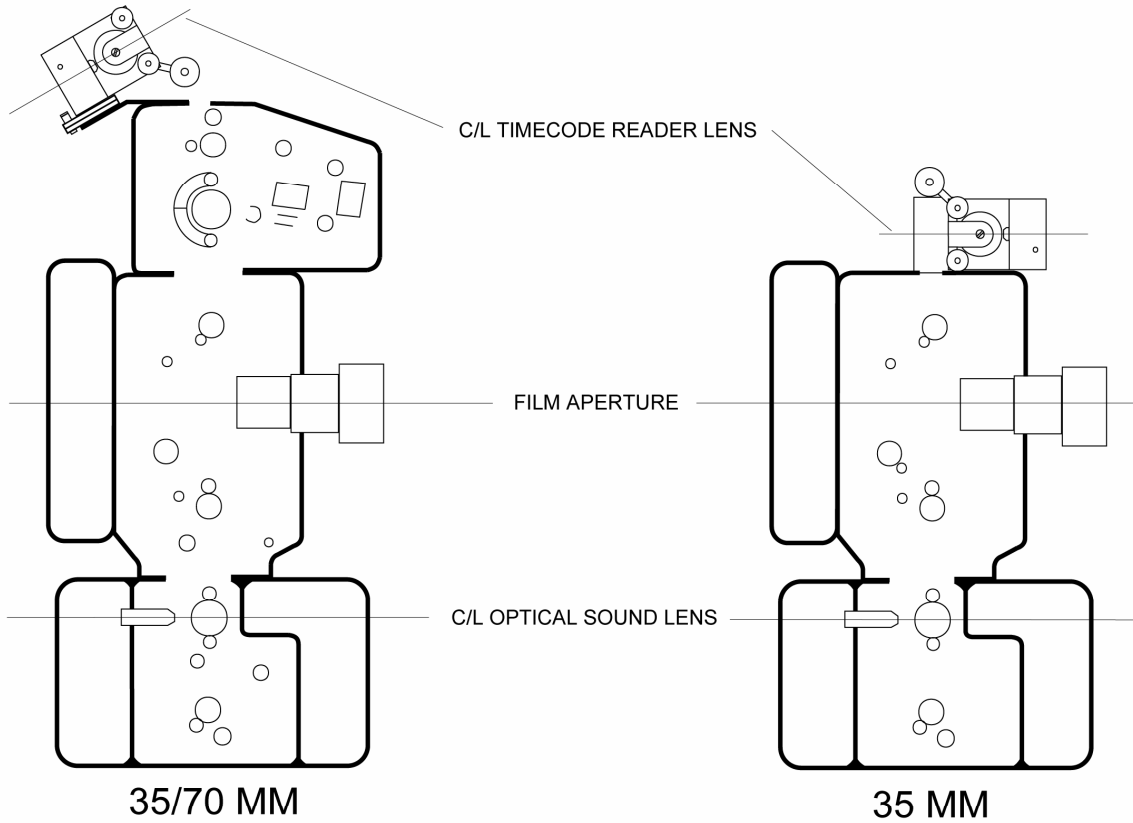 C/L TIMECODE READER LENS
FILM APERTURE
C/L OPTICAL SOUND LENS
35/70 MM
35 MM